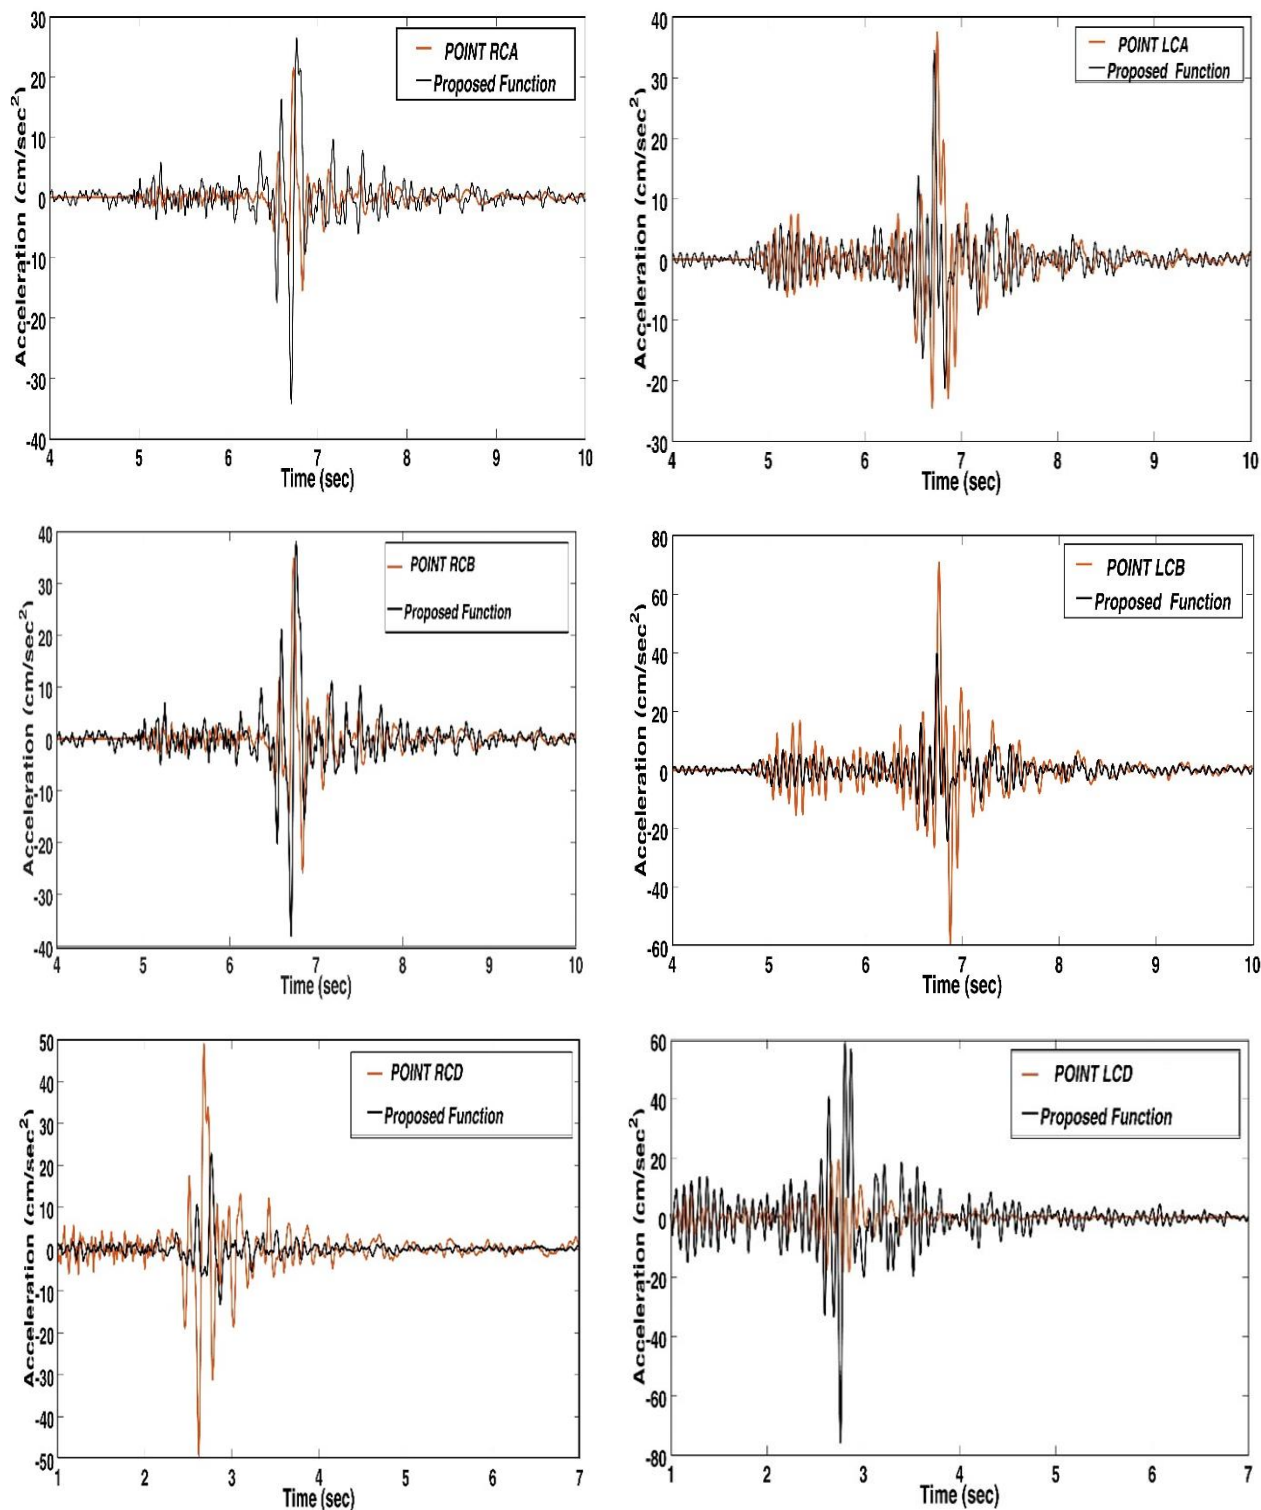 POINT RCA
Proposed Function
30
20
10
0
-10
-20
-30
-40
Acceleration (cm/sec²)
4 5 6 7 8 9 10
Time (sec)
POINT LCA
Proposed Function
40
30
20
10
0
-10
-20
-30
Acceleration (cm/sec²)
4 5 6 7 8 9 10
Time (sec)
POINT RCB
Proposed Function
40
30
20
10
0
-10
-20
-30
-40
Acceleration (cm/sec²)
4 5 6 7 8 9 10
Time (sec)
POINT LCB
Proposed Function
80
60
40
20
0
-20
-40
-60
Acceleration (cm/sec²)
4 5 6 7 8 9 10
Time (sec)
POINT RCD
Proposed Function
50
40
30
20
10
0
-10
-20
-30
-40
-50
Acceleration (cm/sec²)
1 2 3 4 5 6 7
Time (sec)
POINT LCD
Proposed Function
60
40
20
0
-20
-40
-60
-80
Acceleration (cm/sec²)
1 2 3 4 5 6 7
Time (sec)